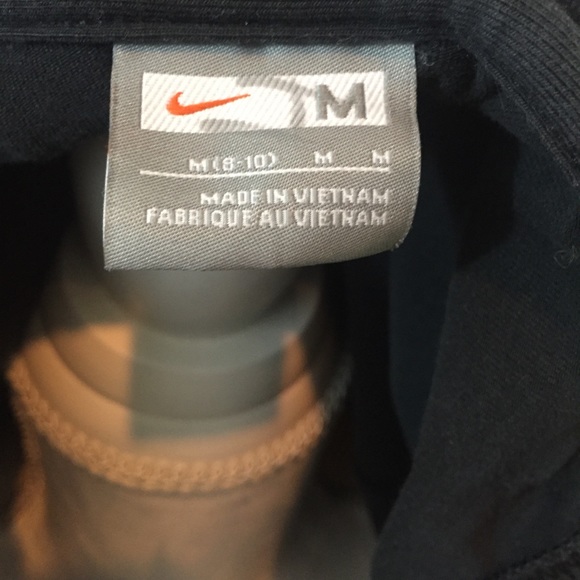 M
M (8-10) M M
MADE IN VIETNAM
FABRIQUE AU VIETNAM